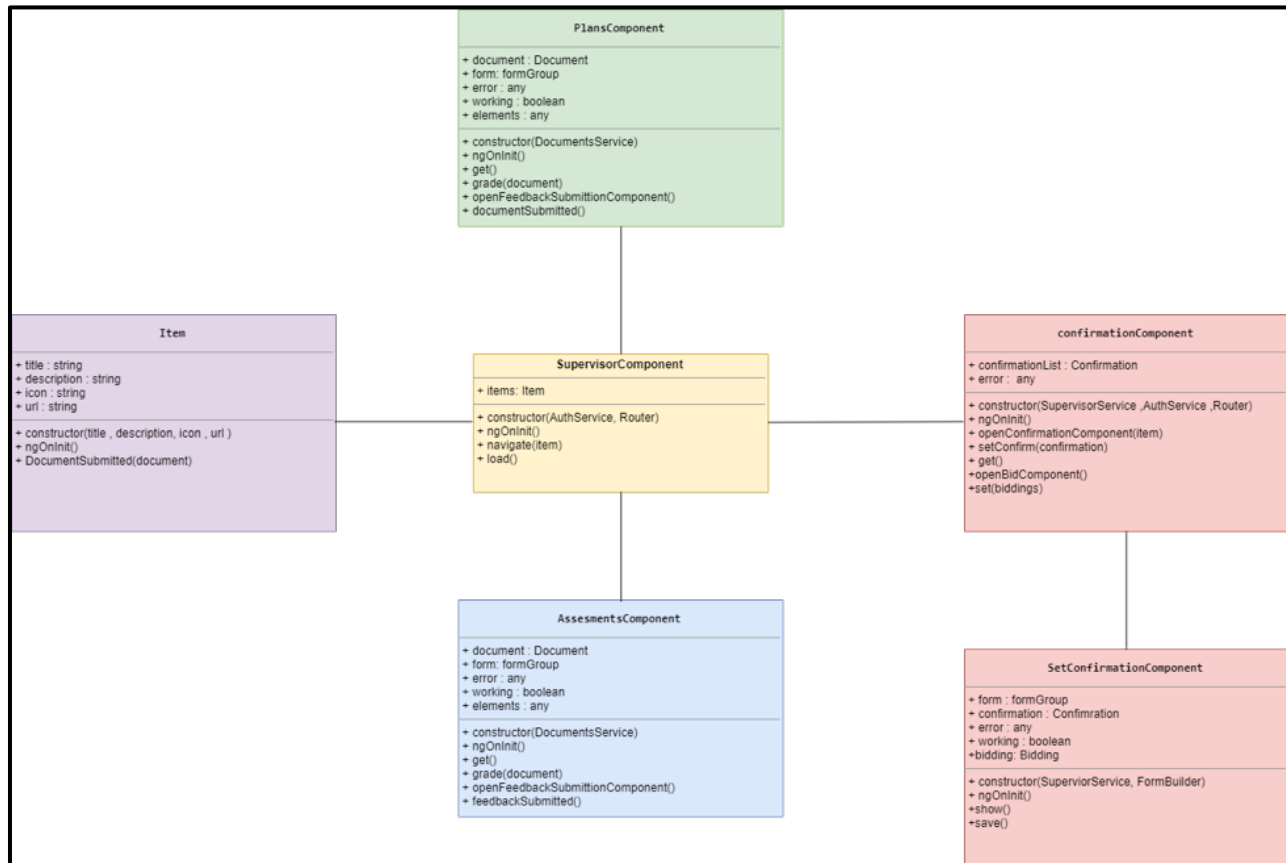 PlansComponent
+ document : Document
+ form: formGroup
+ error : any
+ working : boolean
+ elements : any
+ constructor(DocumentsService)
+ ngOnInit()
+ get()
+ grade(document)
+ openFeedbackSubmittionComponent()
+ documentSubmitted()
Item
+ title : string
+ description : string
+ icon : string
+ url : string
+ constructor(title , description, icon , url )
+ ngOnInit()
+ DocumentSubmitted(document)
SupervisorComponent
+ items: Item
+ constructor(AuthService, Router)
+ ngOnInit()
+ navigate(item)
+ load()
confirmationComponent
+ confirmationList : Confirmation
+ error : any
+ constructor(SupervisorService ,AuthService ,Router)
+ ngOnInit()
+ openConfirmationComponent(item)
+ setConfirm(confirmation)
+ get()
+openBidComponent()
+set(biddings)
AssesmentsComponent
+ document : Document
+ form: formGroup
+ error : any
+ working : boolean
+ elements : any
+ constructor(DocumentsService)
+ ngOnInit()
+ get()
+ grade(document)
+ openFeedbackSubmittionComponent()
+ feedbackSubmitted()
SetConfirmationComponent
+ form : formGroup
+ confirmation : Confimration
+ error : any
+ working : boolean
+bidding: Bidding
+ constructor(SuperviorService, FormBuilder)
+ ngOnInit()
+show()
+save()